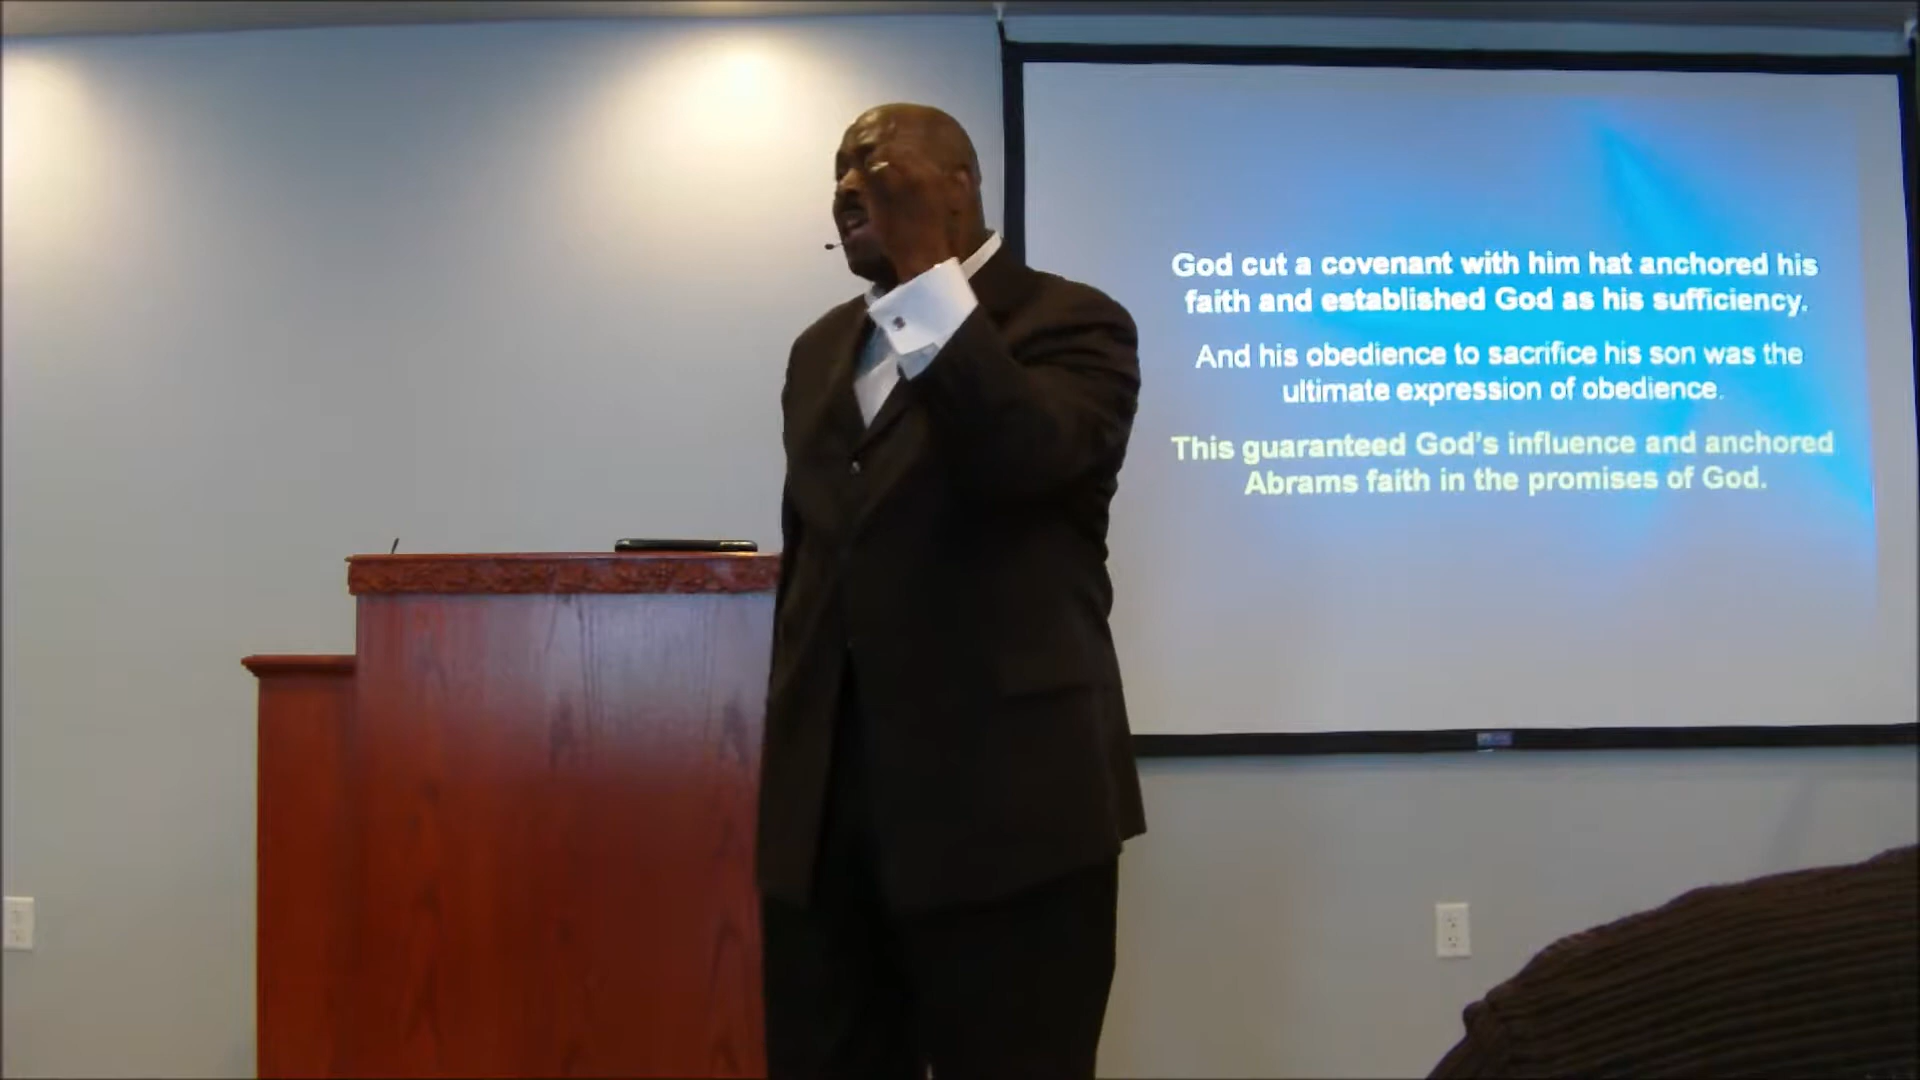 God cut a covenant with him hat anchored his
faith and established God as his sufficiency.
And his obedience to sacrifice his son was the
ultimate expression of obedience.
This guaranteed God's influence and anchored
Abrams faith in the promises of God.